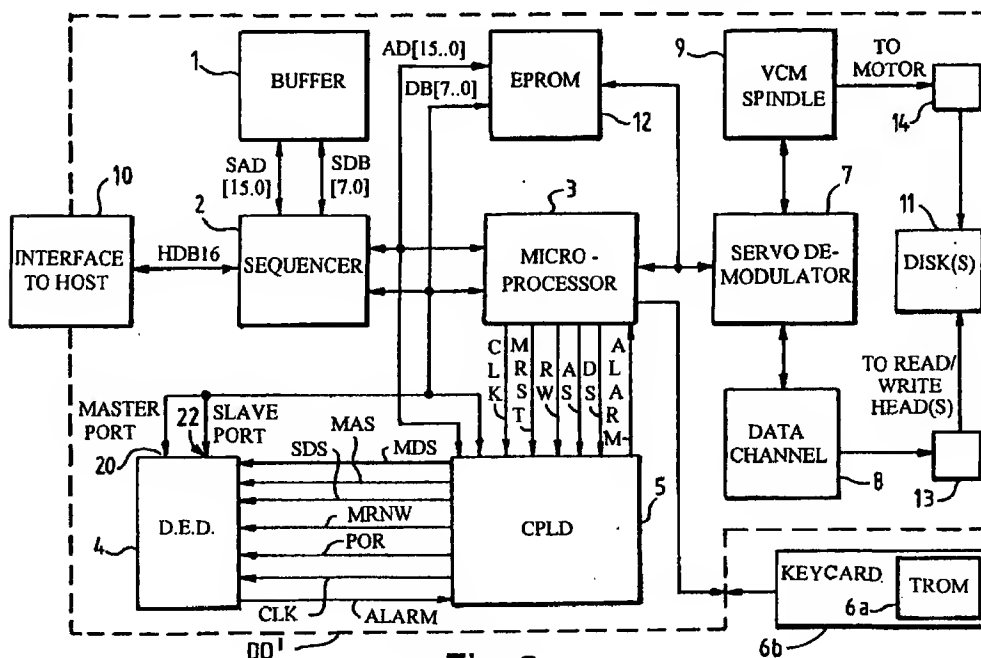 1
BUFFER
AD[15..0]
DB[7..0]
EPROM
12
9
VCM
SPINDLE
TO
MOTOR
14
SAD
[15.0]
SDB
[7.0]
10
INTERFACE
TO HOST
HDB16
2
SEQUENCER
3
MICRO -
PROCESSOR
7
SERVO DE-
MODULATOR
11
DISK(S)
CLK
MRST
RW
AS
DS
ALARM
TO READ/
WRITE
HEAD(S)
MASTER
PORT
22
SLAVE
PORT
20
MAS
SDS
MDS
D.E.D.
4
MRNW
POR
CLK
ALARM
CPLD
5
DATA
CHANNEL
8
13
KEYCARD
TROM
6a
6b